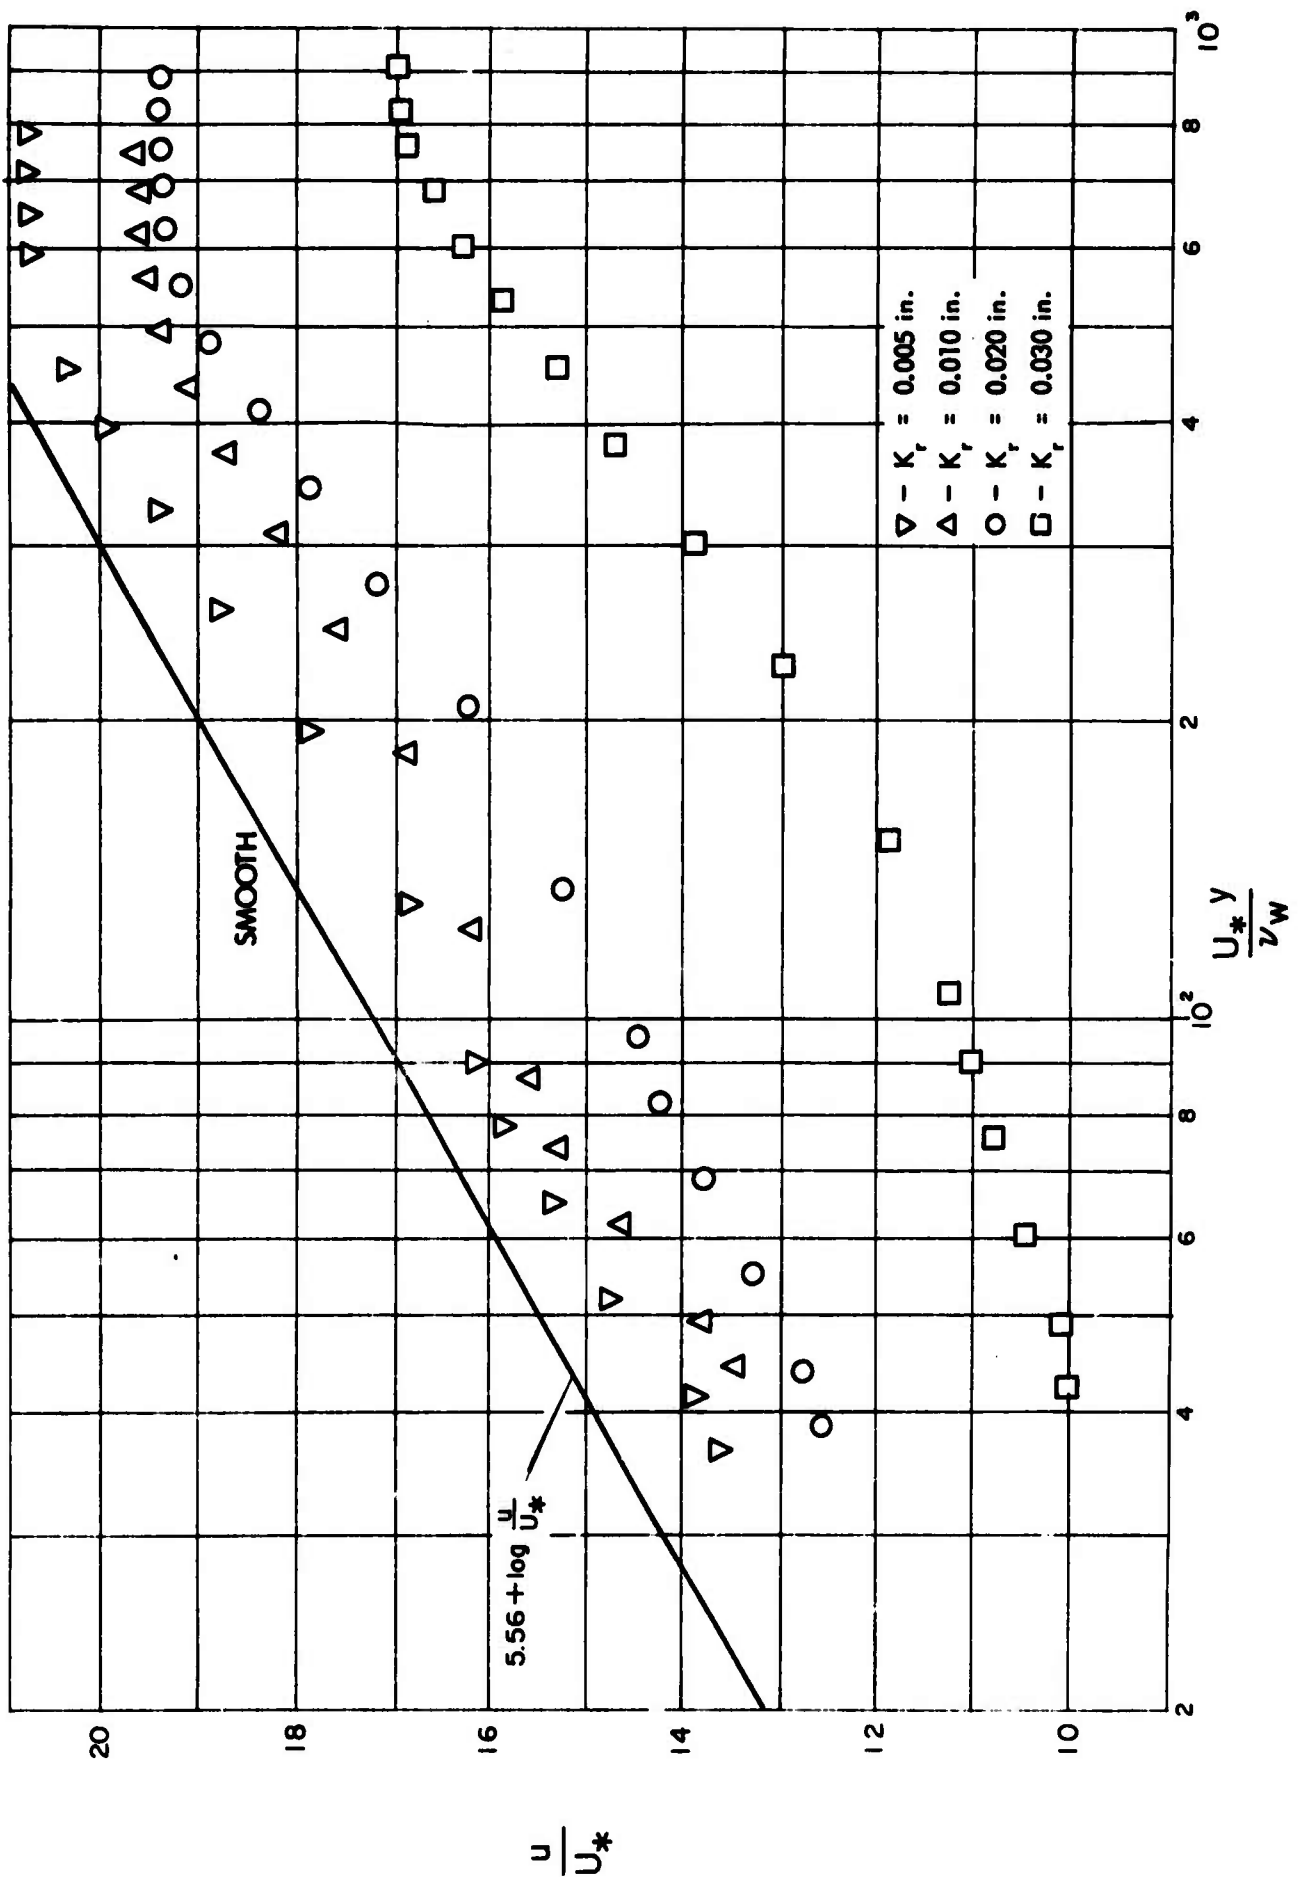 20
18
16
14
12
10
u
U*
2
4
6
8
10²
2
4
6
8
10³
U* y
νw
SMOOTH
5.56 + log u/U*
▽ – Kr = 0.005 in.
△ – Kr = 0.010 in.
○ – Kr = 0.020 in.
□ – Kr = 0.030 in.